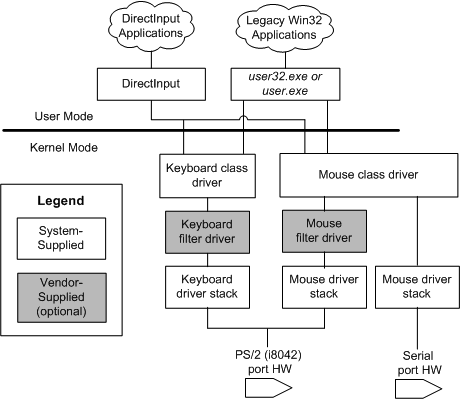 DirectInput
Applications
Legacy Win32
Applications
DirectInput
user32.exe or
user.exe
User Mode
Kernel Mode
Keyboard class
driver
Mouse class driver
Legend
System-
Supplied
Vendor-
Supplied
(optional)
Keyboard
filter driver
Mouse
filter driver
Keyboard
driver stack
Mouse driver
stack
Mouse driver
stack
PS/2 (i8042)
port HW
Serial
port HW